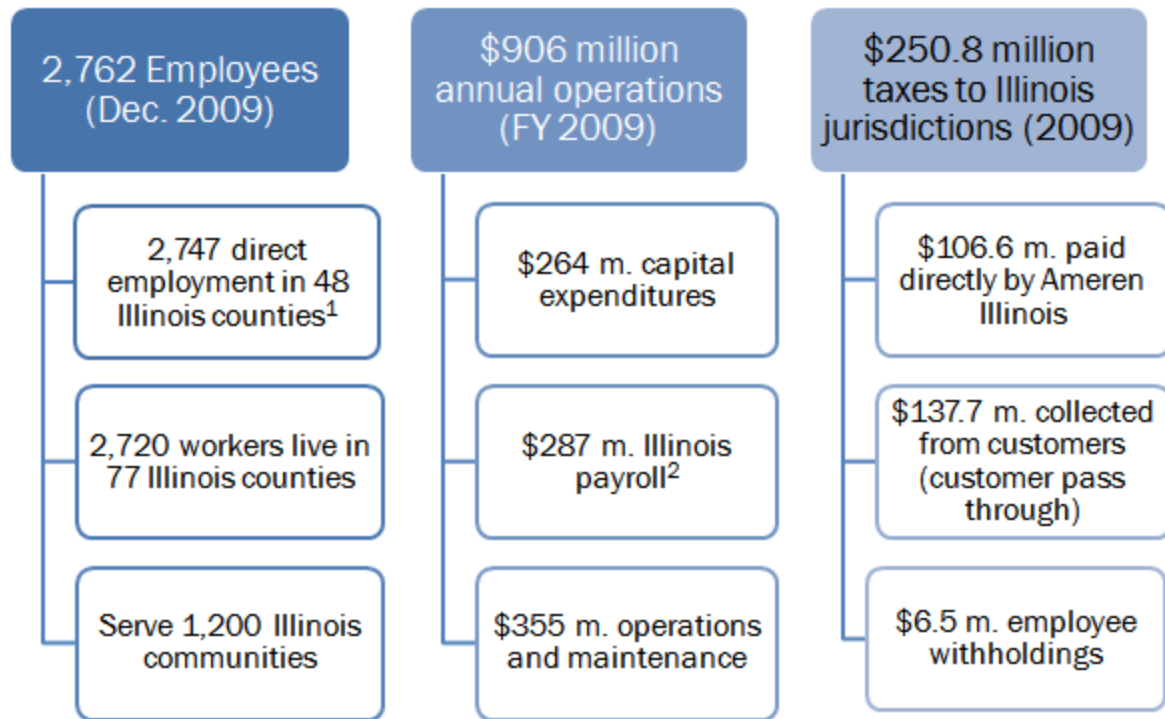 2,762 Employees
(Dec. 2009)
2,747 direct
employment in 48
Illinois counties¹
2,720 workers live in
77 Illinois counties
Serve 1,200 Illinois
communities
$906 million
annual operations
(FY 2009)
$264 m. capital
expenditures
$287 m. Illinois
payroll²
$355 m. operations
and maintenance
$250.8 million
taxes to Illinois
jurisdictions (2009)
$106.6 m. paid
directly by Ameren
Illinois
$137.7 m. collected
from customers
(customer pass
through)
$6.5 m. employee
withholdings